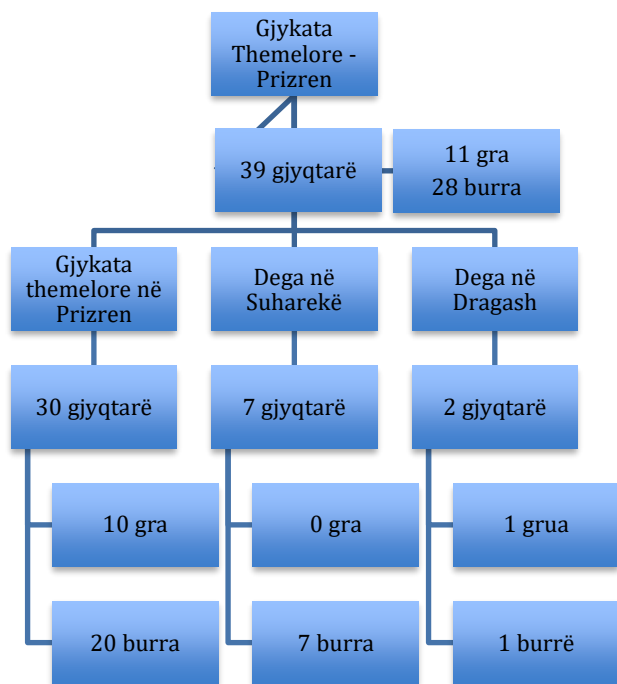 Gjykata
Themelore -
Prizren
39 gjyqtarë
11 gra
28 burra
Gjykata
themelore në
Prizren
Dega në
Suharekë
Dega në
Dragash
30 gjyqtarë
7 gjyqtarë
2 gjyqtarë
10 gra
0 gra
1 grua
20 burra
7 burra
1 burrë